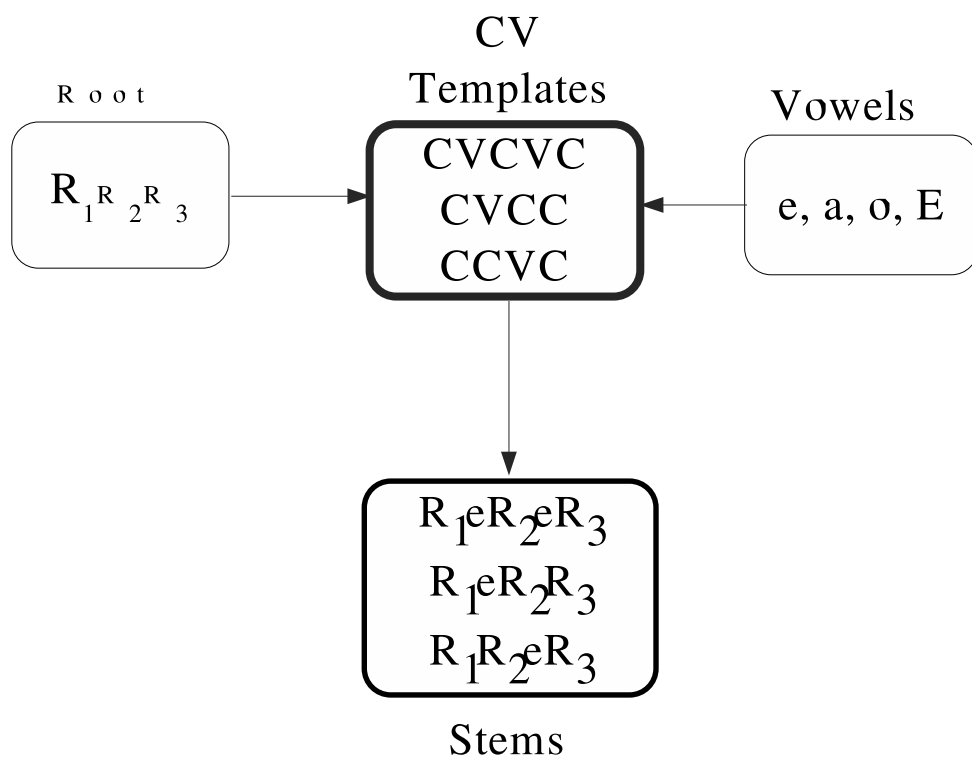 CV
Templates
Root
R₁R₂R₃
CVCVC
CVCC
CCVC
Vowels
e, a, o, E
R₁eR₂eR₃
R₁eR₂R₃
R₁R₂eR₃
Stems